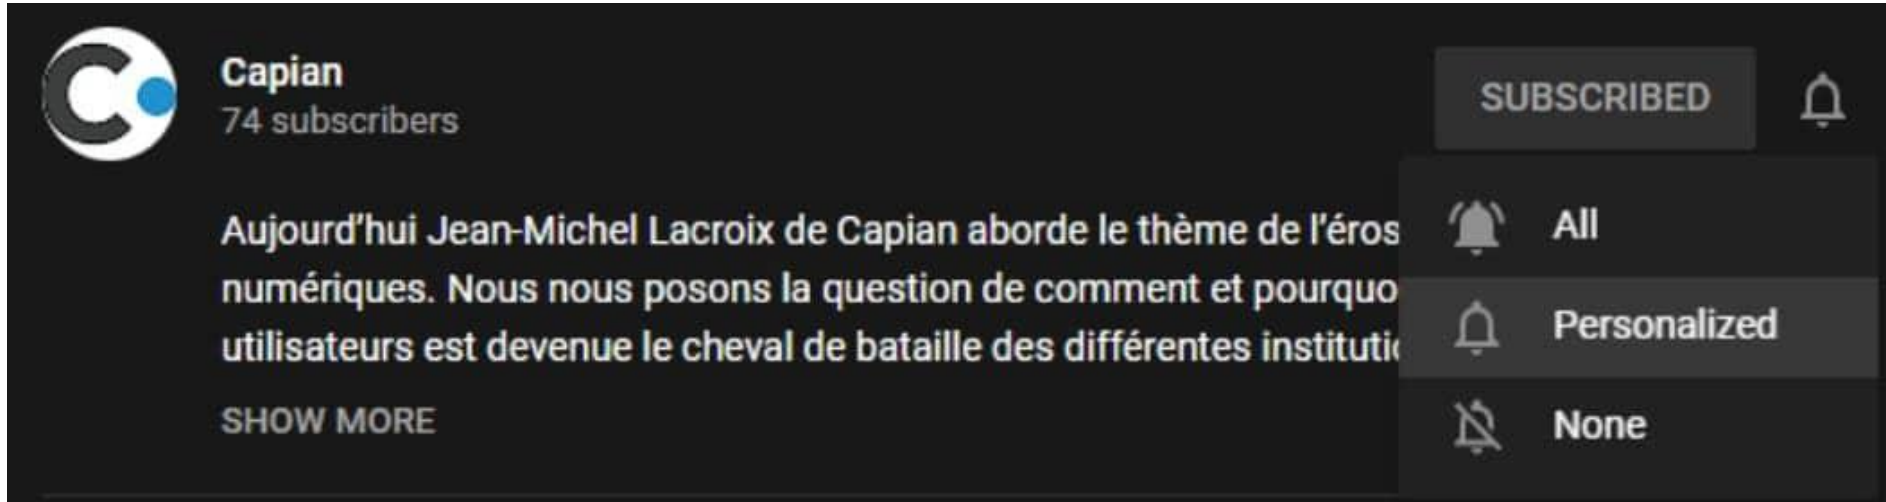 Capian
74 subscribers
SUBSCRIBED
Aujourd’hui Jean-Michel Lacroix de Capian aborde le thème de l’éros
numériques. Nous nous posons la question de comment et pourquo
utilisateurs est devenue le cheval de bataille des différentes instituti
SHOW MORE
All
Personalized
None